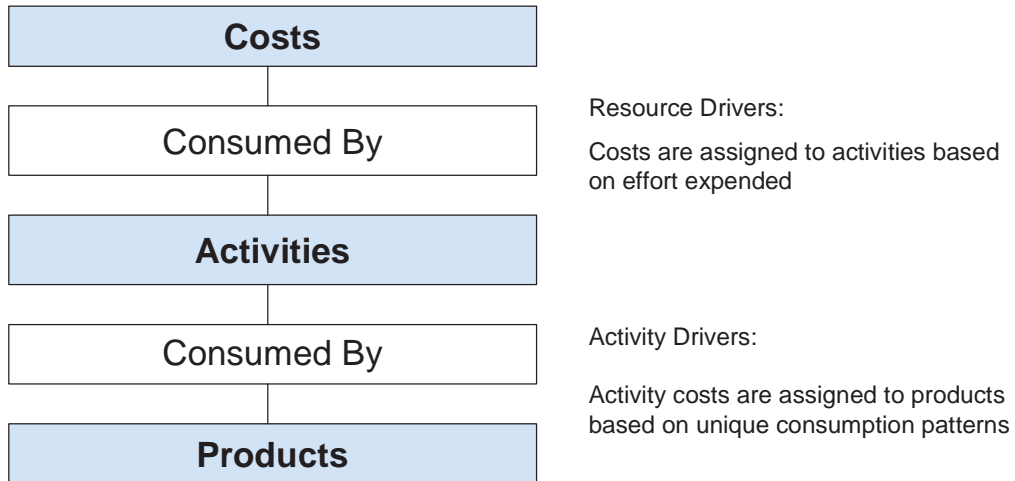 Costs
Consumed By
Resource Drivers:
Costs are assigned to activities based
on effort expended
Activities
Consumed By
Activity Drivers:
Activity costs are assigned to products
based on unique consumption patterns
Products